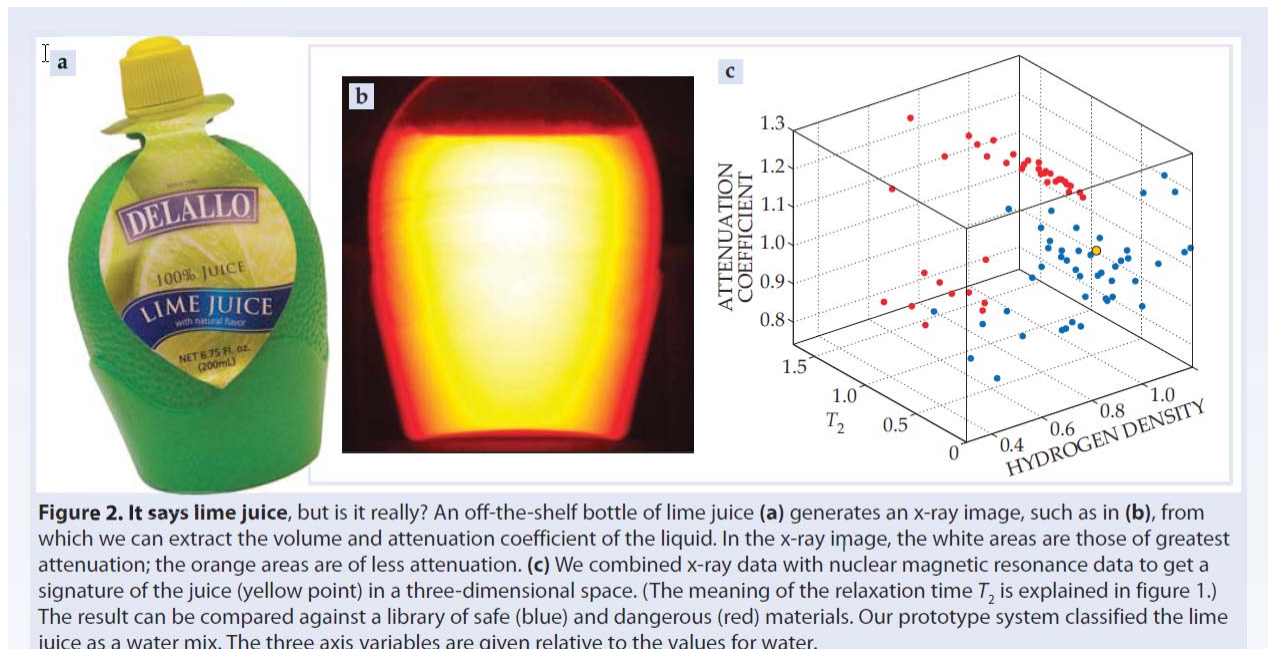 a
b
c
DELALLO
100% JUICE
LIME JUICE
with natural flavor
NET 6.75 FL. oz.
(200mL)
ATTENUATION
COEFFICIENT
1.3
1.2
1.1
1.0
0.9
0.8
1.5
1.0
0.5
0
T2
0.4
0.6
0.8
1.0
HYDROGEN DENSITY
Figure 2. It says lime juice, but is it really? An off-the-shelf bottle of lime juice (a) generates an x-ray image, such as in (b), from
which we can extract the volume and attenuation coefficient of the liquid. In the x-ray image, the white areas are those of greatest
attenuation; the orange areas are of less attenuation. (c) We combined x-ray data with nuclear magnetic resonance data to get a
signature of the juice (yellow point) in a three-dimensional space. (The meaning of the relaxation time T2 is explained in figure 1.)
The result can be compared against a library of safe (blue) and dangerous (red) materials. Our prototype system classified the lime
juice as a water mix. The three axis variables are given relative to the values for water.